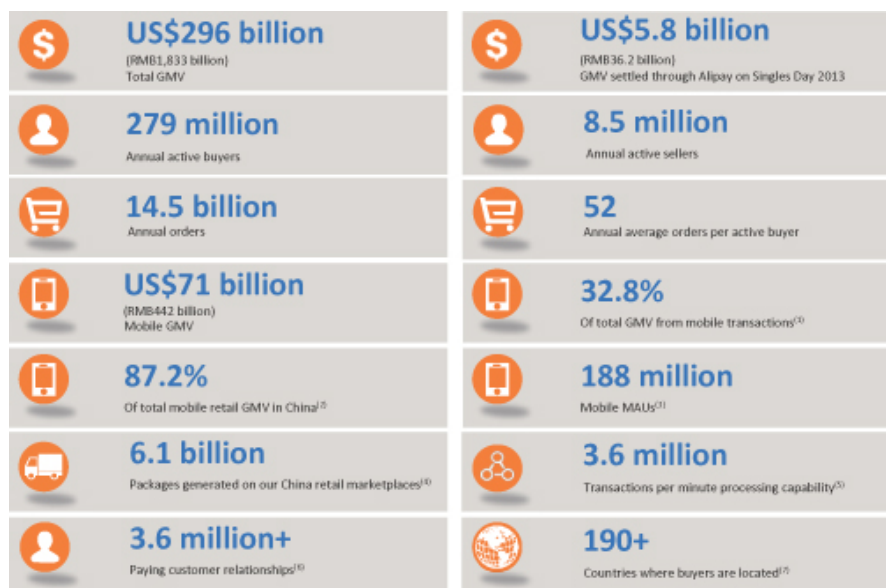 US$296 billion
(RMB1,833 billion)
Total GMV
US$5.8 billion
(RMB36.2 billion)
GMV settled through Alipay on Singles Day 2013
279 million
Annual active buyers
8.5 million
Annual active sellers
14.5 billion
Annual orders
52
Annual average orders per active buyer
US$71 billion
(RMB442 billion)
Mobile GMV
32.8%
Of total GMV from mobile transactions
87.2%
Of total mobile retail GMV in China(2)
188 million
Mobile MAUs
6.1 billion
Packages generated on our China retail marketplaces(4)
3.6 million
Transactions per minute processing capability(5)
3.6 million+
Paying customer relationships(6)
190+
Countries where buyers are located(7)